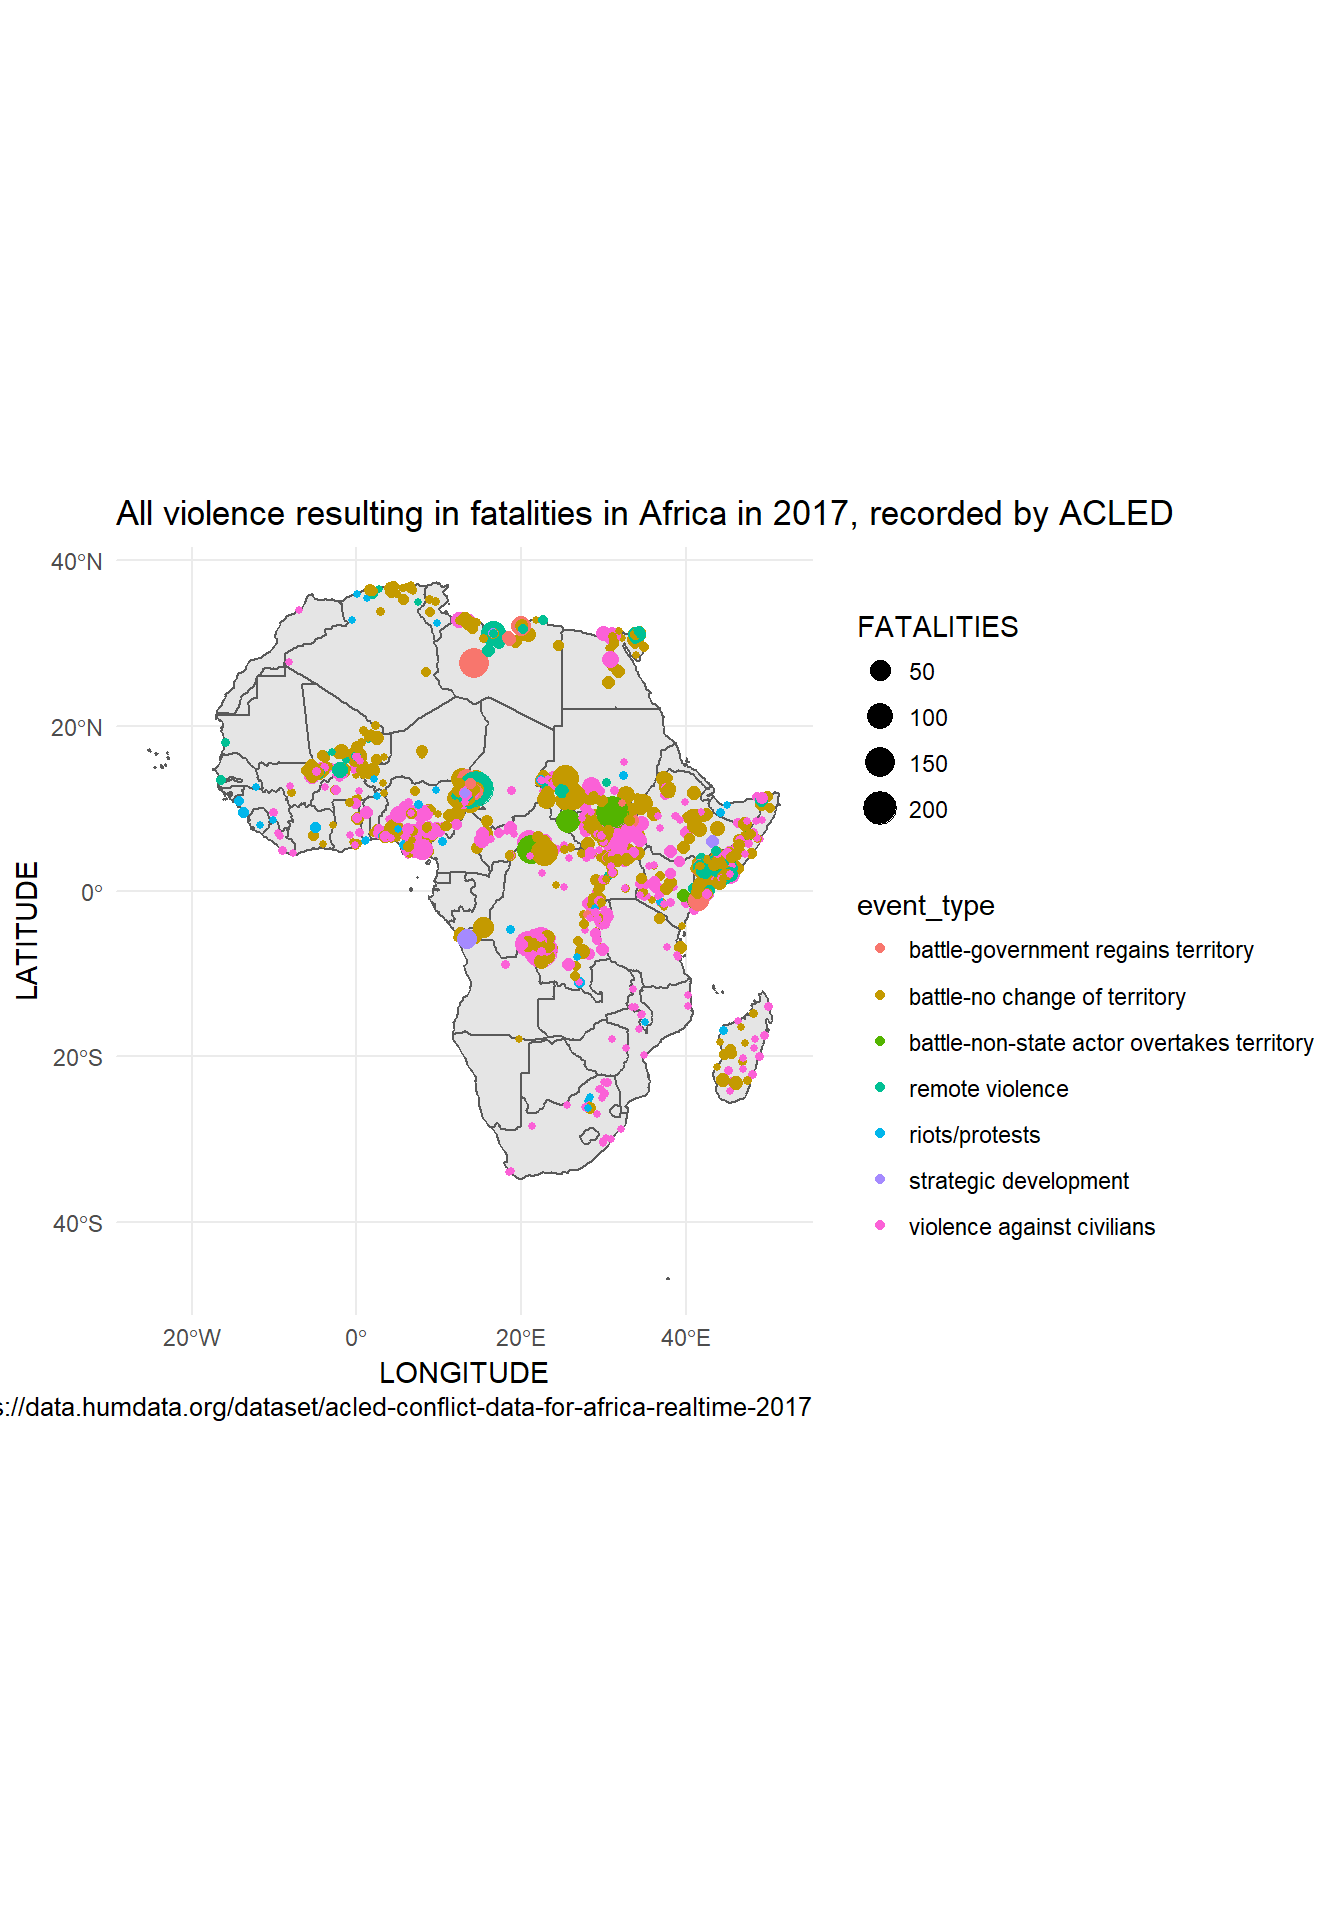 All violence resulting in fatalities in Africa in 2017, recorded by ACLED
40°N
20°N
0°
20°S
40°S
LATITUDE
20°W
0°
20°E
40°E
LONGITUDE
s://data.humdata.org/dataset/acled-conflict-data-for-africa-realtime-2017
FATALITIES
50
100
150
200
event_type
battle-government regains territory
battle-no change of territory
battle-non-state actor overtakes territory
remote violence
riots/protests
strategic development
violence against civilians